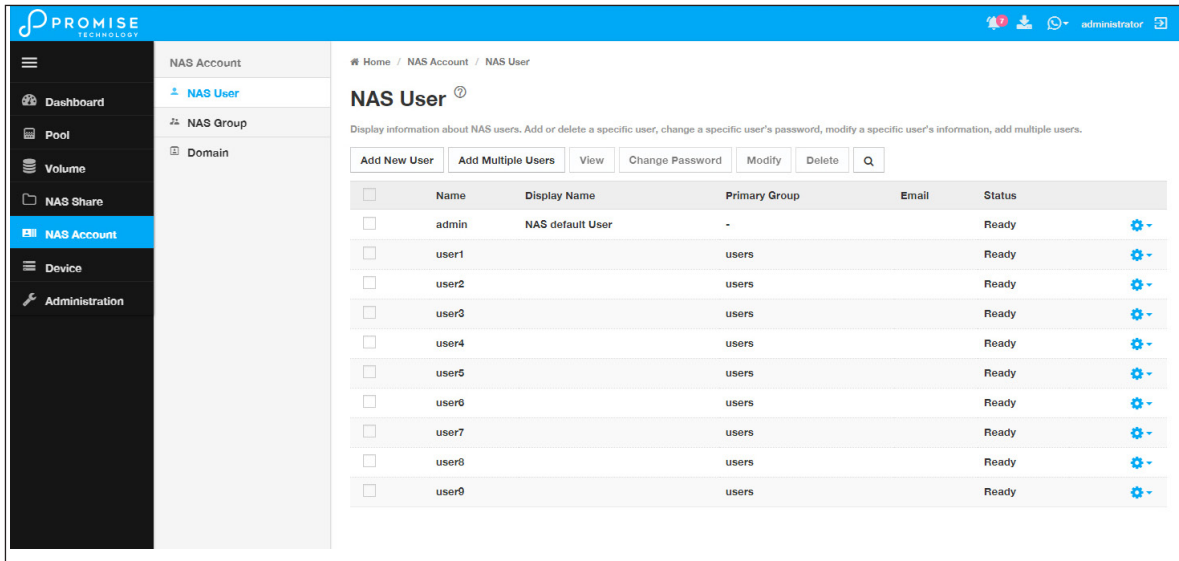 PROMISE
TECHNOLOGY
7 administrator
NAS Account
Home / NAS Account / NAS User
Dashboard
Pool
Volume
NAS Share
NAS Account
Device
Administration
NAS User
NAS Group
Domain
NAS User ?
Display information about NAS users. Add or delete a specific user, change a specific user's password, modify a specific user's information, add multiple users.
Add New User Add Multiple Users View Change Password Modify Delete
Name Display Name Primary Group Email Status
admin NAS default User - Ready
user1 users Ready
user2 users Ready
user3 users Ready
user4 users Ready
user5 users Ready
user6 users Ready
user7 users Ready
user8 users Ready
user9 users Ready